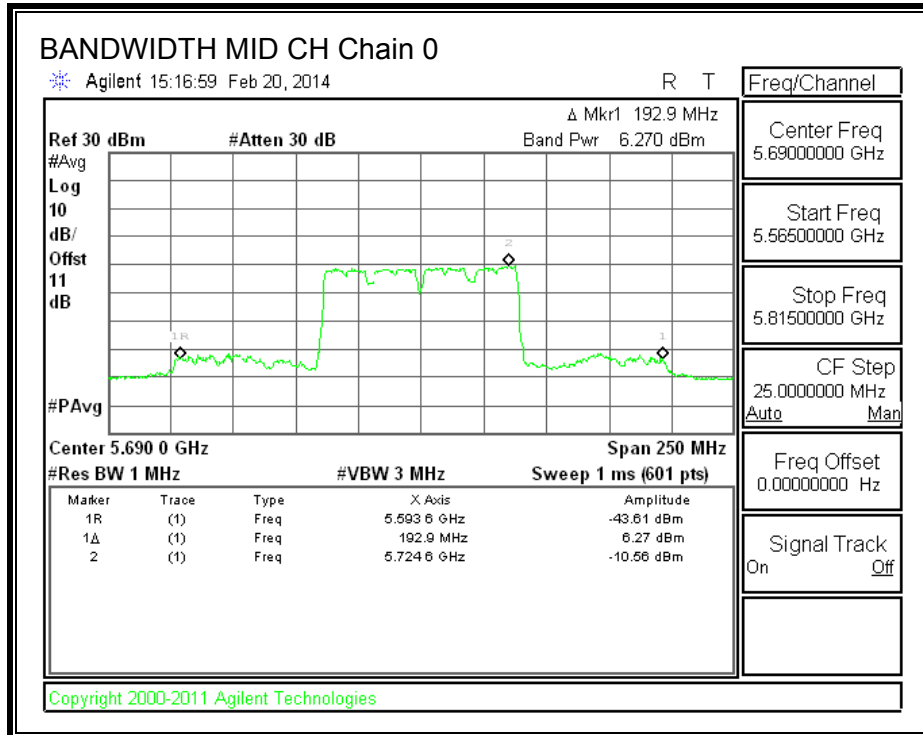 BANDWIDTH MID CH Chain 0
Agilent 15:16:59 Feb 20, 2014 R T
Δ Mkr1 192.9 MHz
Ref 30 dBm #Atten 30 dB Band Pwr 6.270 dBm
#Avg
Log
10
dB/
Offst
11
dB
#PAvg
2
1R
1
Center 5.690 0 GHz Span 250 MHz
#Res BW 1 MHz #VBW 3 MHz Sweep 1 ms (601 pts)
Marker Trace Type X Axis Amplitude
1R (1) Freq 5.593 6 GHz -43.61 dBm
1Δ (1) Freq 192.9 MHz 6.27 dBm
2 (1) Freq 5.724 6 GHz -10.56 dBm
Copyright 2000-2011 Agilent Technologies
Freq/Channel
Center Freq
5.69000000 GHz
Start Freq
5.56500000 GHz
Stop Freq
5.81500000 GHz
CF Step
25.0000000 MHz
Auto Man
Freq Offset
0.00000000 Hz
Signal Track
On Off